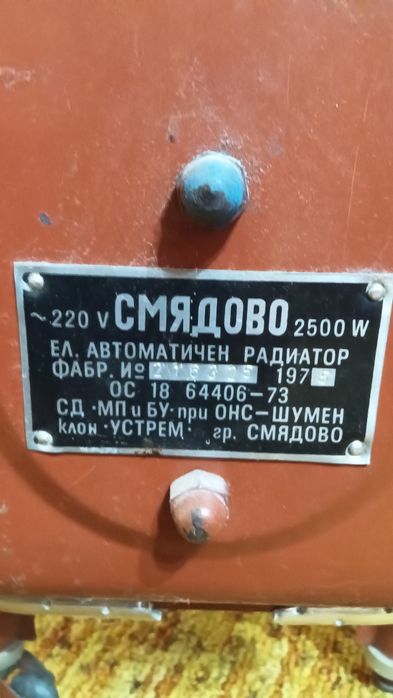 ~220 V СМЯДОВО 2500 W
ЕЛ. АВТОМАТИЧЕН РАДИАТОР
ФАБР. № 197
ОС 18 64406-73
СД "МП и БУ" при ОНС-ШУМЕН
клон "УСТРЕМ" гр. СМЯДОВО